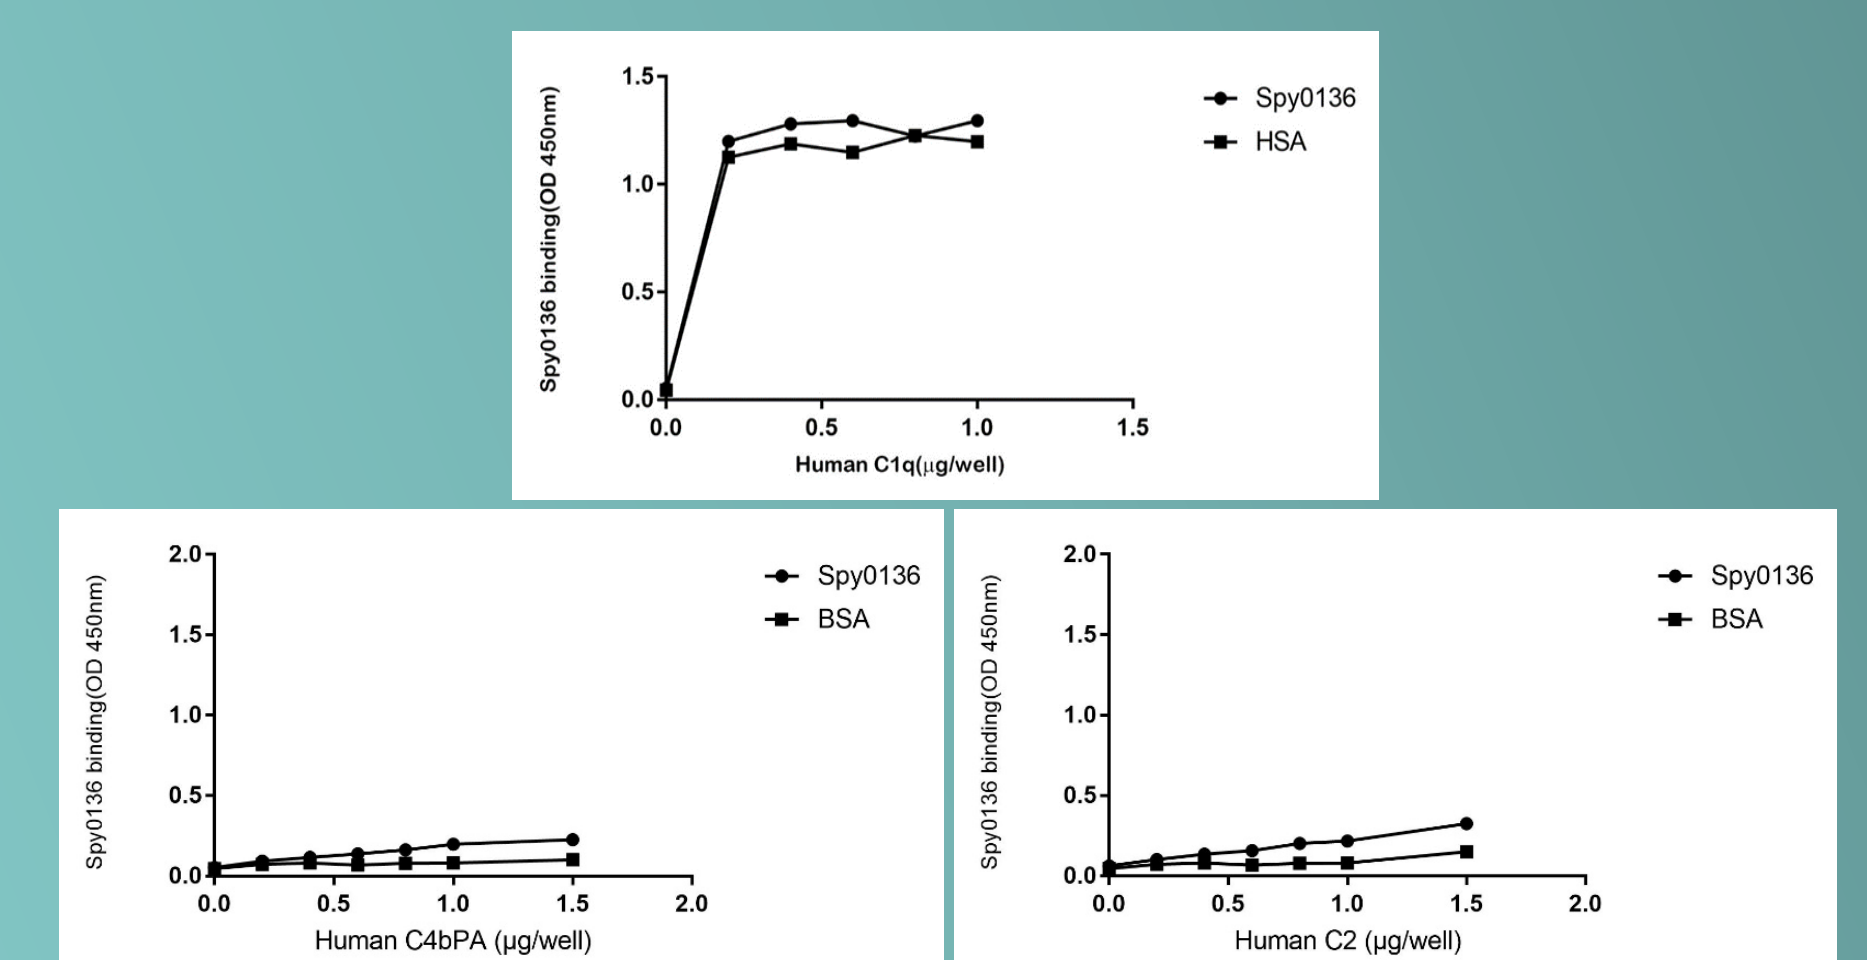 Spy0136 binding(OD 450nm)
1.5
1.0
0.5
0.0
0.0 0.5 1.0 1.5
Human C1q(μg/well)
Spy0136
HSA
Spy0136 binding(OD 450nm)
2.0
1.5
1.0
0.5
0.0
0.0 0.5 1.0 1.5 2.0
Human C4bPA (μg/well)
Spy0136
BSA
Spy0136 binding(OD 450nm)
2.0
1.5
1.0
0.5
0.0
0.0 0.5 1.0 1.5 2.0
Human C2 (μg/well)
Spy0136
BSA